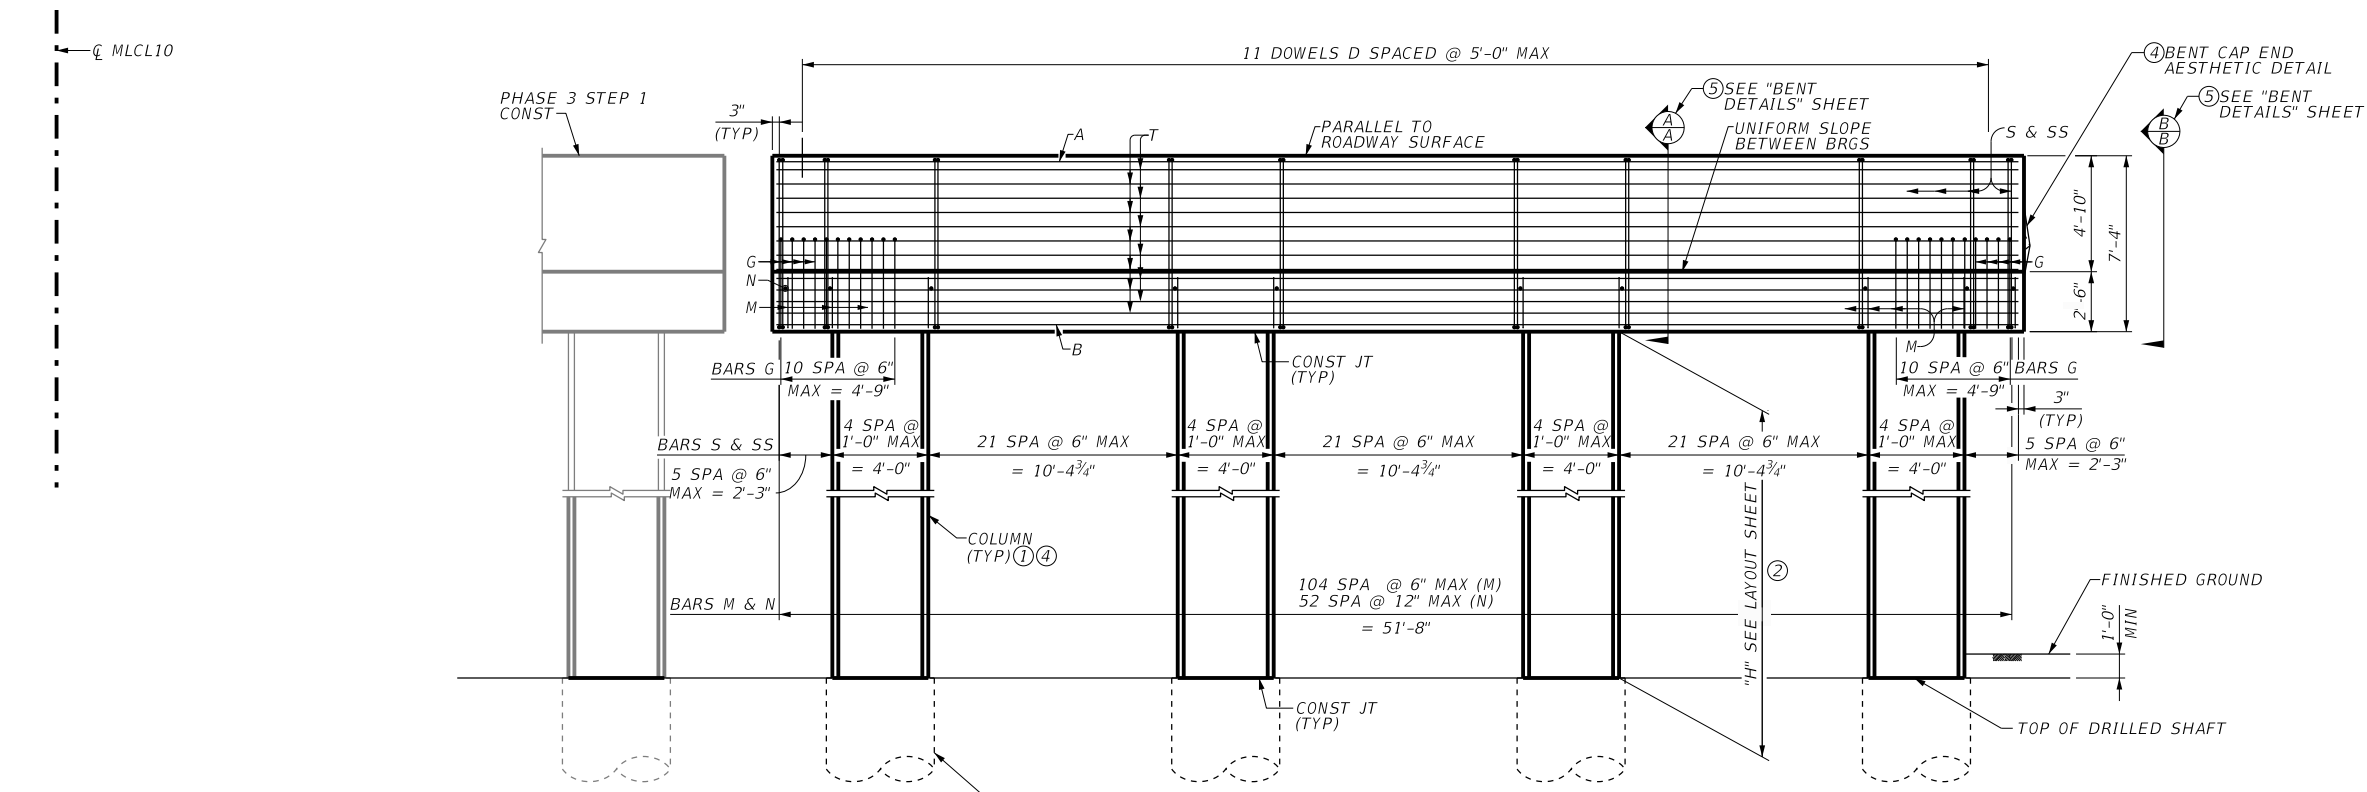 ℄ MLCL10
11 DOWELS D SPACED @ 5'-0" MAX
④ BENT CAP END
AESTHETIC DETAIL
PHASE 3 STEP 1
CONST
3"
(TYP)
A
T
PARALLEL TO
ROADWAY SURFACE
⑤ SEE "BENT
DETAILS" SHEET
A
A
UNIFORM SLOPE
BETWEEN BRGS
S & SS
⑤ SEE "BENT
DETAILS" SHEET
B
B
4'-10"
7'-4"
2'-6"
G
N
M
G
M
B
CONST JT
(TYP)
BARS G
10 SPA @ 6"
MAX = 4'-9"
10 SPA @ 6"
MAX = 4'-9"
BARS G
3"
(TYP)
BARS S & SS
5 SPA @ 6"
MAX = 2'-3"
4 SPA @
1'-0" MAX
= 4'-0"
21 SPA @ 6" MAX
= 10'-4¾"
4 SPA @
1'-0" MAX
= 4'-0"
21 SPA @ 6" MAX
= 10'-4¾"
4 SPA @
1'-0" MAX
= 4'-0"
21 SPA @ 6" MAX
= 10'-4¾"
4 SPA @
1'-0" MAX
= 4'-0"
5 SPA @ 6"
MAX = 2'-3"
COLUMN
(TYP) ① ④
"H" SEE LAYOUT SHEET ②
BARS M & N
104 SPA @ 6" MAX (M)
52 SPA @ 12" MAX (N)
= 51'-8"
FINISHED GROUND
1'-0"
MIN
CONST JT
(TYP)
TOP OF DRILLED SHAFT